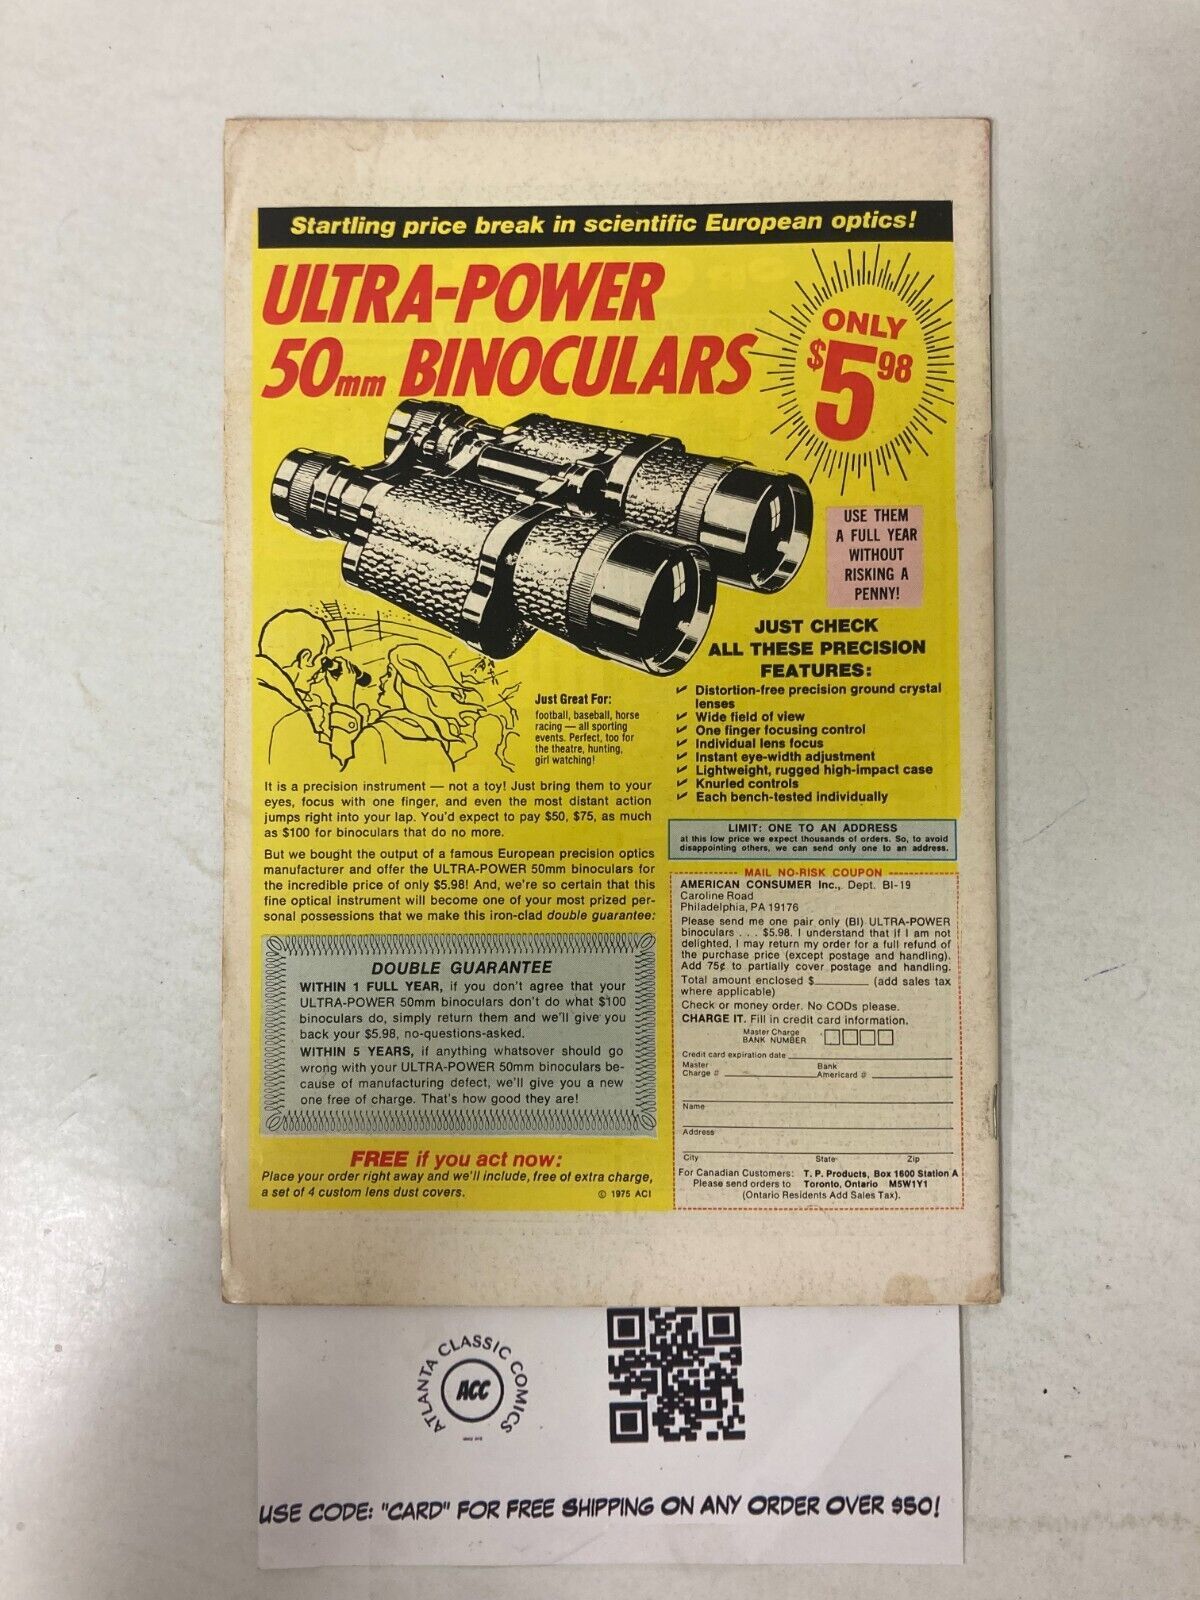 Startling price break in scientific European optics!
ULTRA-POWER
50mm BINOCULARS
ONLY
$5 98
USE THEM
A FULL YEAR
WITHOUT
RISKING A
PENNY!
JUST CHECK
ALL THESE PRECISION
FEATURES:
Distortion-free precision ground crystal
lenses
Wide field of view
One finger focusing control
Individual lens focus
Instant eye-width adjustment
Lightweight, rugged high-impact case
Knurled controls
Each bench-tested individually
Just Great For:
football, baseball, horse
racing — all sporting
events. Perfect, too for
the theatre, hunting,
girl watching!
It is a precision instrument — not a toy! Just bring them to your
eyes, focus with one finger, and even the most distant action
jumps right into your lap. You'd expect to pay $50, $75, as much
as $100 for binoculars that do no more.
But we bought the output of a famous European precision optics
manufacturer and offer the ULTRA-POWER 50mm binoculars for
the incredible price of only $5.98! And, we're so certain that this
fine optical instrument will become one of your most prized per-
sonal possessions that we make this iron-clad double guarantee:
DOUBLE GUARANTEE
WITHIN 1 FULL YEAR, if you don't agree that your
ULTRA-POWER 50mm binoculars don't do what $100
binoculars do, simply return them and we'll give you
back your $5.98, no-questions-asked.
WITHIN 5 YEARS, if anything whatsover should go
wrong with your ULTRA-POWER 50mm binoculars be-
cause of manufacturing defect, we'll give you a new
one free of charge. That's how good they are!
FREE if you act now:
Place your order right away and we'll include, free of extra charge,
a set of 4 custom lens dust covers.
© 1975 ACI
LIMIT: ONE TO AN ADDRESS
at this low price we expect thousands of orders. So, to avoid
disappointing others, we can send only one to an address.
MAIL NO-RISK COUPON
AMERICAN CONSUMER Inc., Dept. BI-19
Caroline Road
Philadelphia, PA 19176
Please send me one pair only (BI) ULTRA-POWER
binoculars . . . $5.98. I understand that if I am not
delighted, I may return my order for a full refund of
the purchase price (except postage and handling).
Add 75¢ to partially cover postage and handling.
Total amount enclosed $ (add sales tax
where applicable)
Check or money order. No CODs please.
CHARGE IT. Fill in credit card information.
Master Charge
BANK NUMBER
Credit card expiration date
Master Charge #
Bank Americard #
Name
Address
City State Zip
For Canadian Customers: T. P. Products, Box 1600 Station A
Please send orders to Toronto, Ontario M5W1Y1
(Ontario Residents Add Sales Tax).
ATLANTA CLASSIC COMICS
ACC
USE CODE: "CARD" FOR FREE SHIPPING ON ANY ORDER OVER $50!